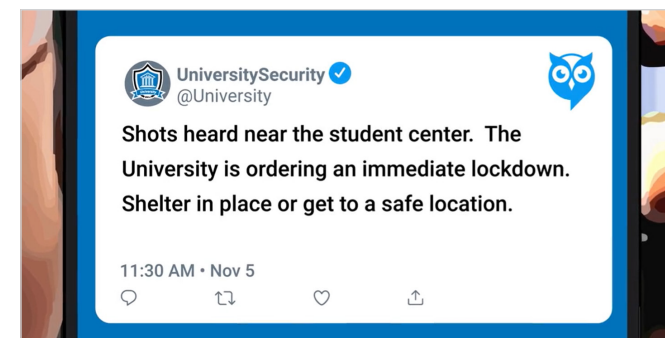 UniversitySecurity
@University
Shots heard near the student center. The
University is ordering an immediate lockdown.
Shelter in place or get to a safe location.
11:30 AM • Nov 5